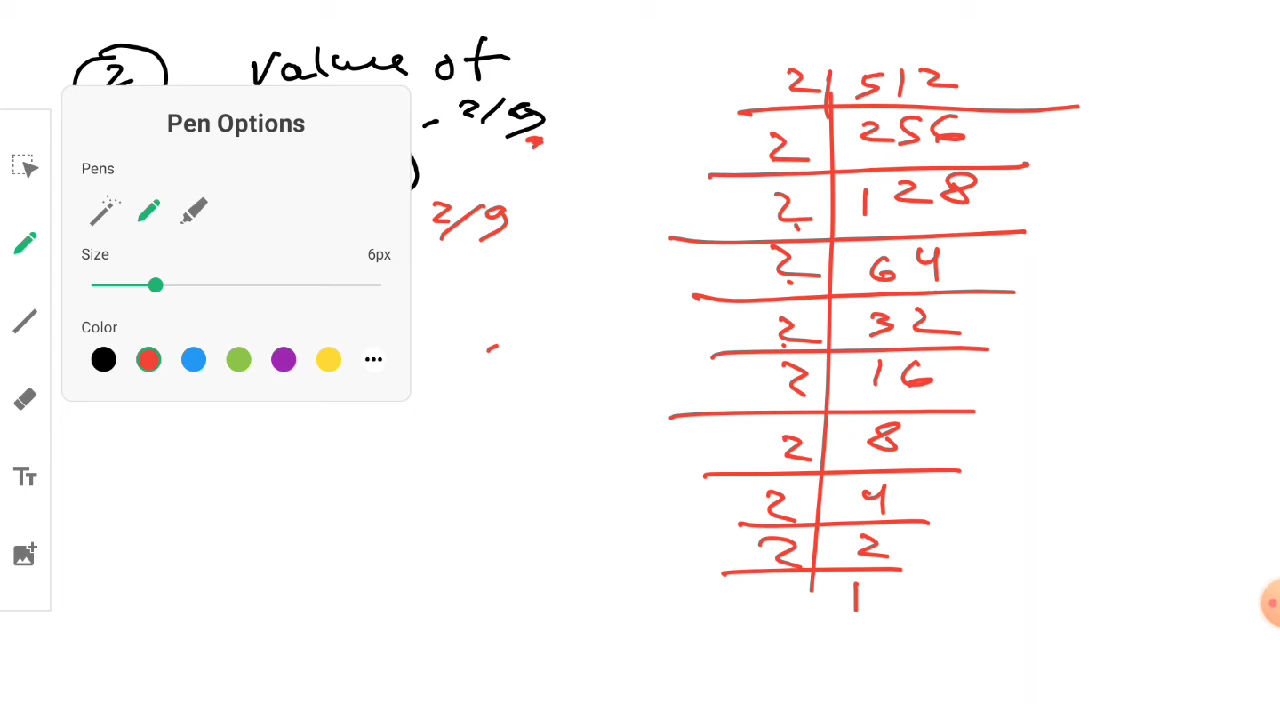 2 value of
- 2/9
2/9
Pen Options
Pens
Size 6px
Color
Tт
2 512
2 256
2 128
2 64
2 32
2 16
2 8
2 4
2 2
1